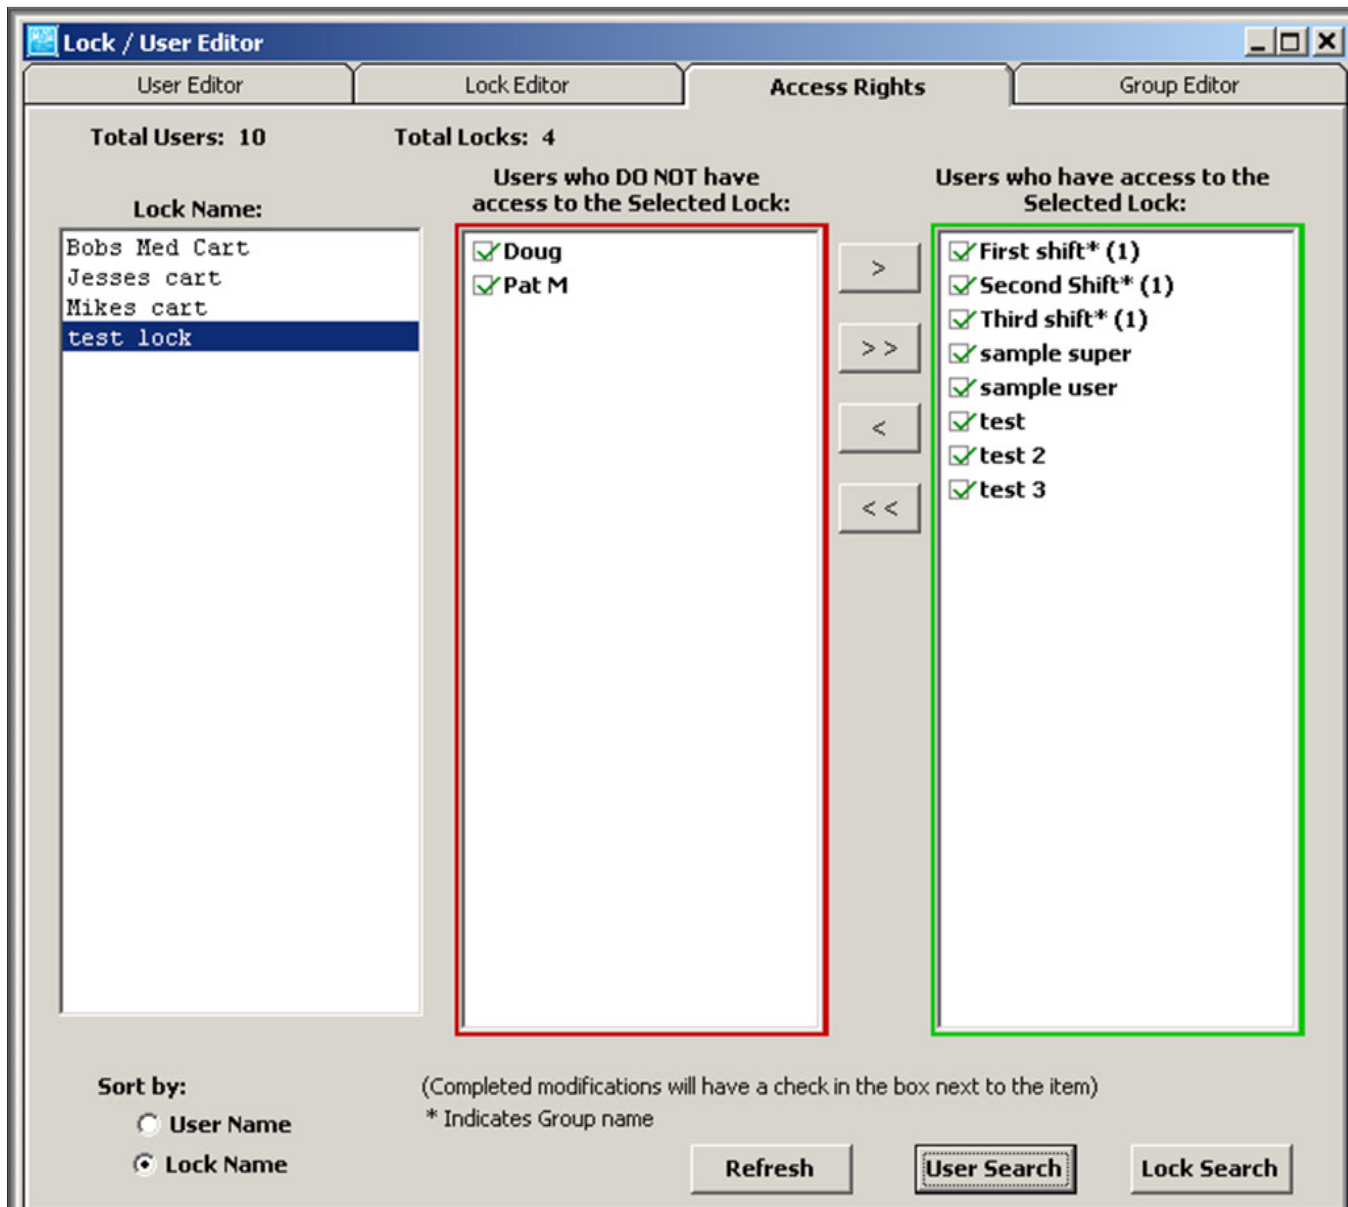 Lock / User Editor
User Editor
Lock Editor
Access Rights
Group Editor
Total Users: 10
Total Locks: 4
Lock Name:
Bobs Med Cart
Jesses cart
Mikes cart
test lock
Users who DO NOT have
access to the Selected Lock:
Doug
Pat M
>
> >
<
< <
Users who have access to the
Selected Lock:
First shift* (1)
Second Shift* (1)
Third shift* (1)
sample super
sample user
test
test 2
test 3
Sort by:
User Name
Lock Name
(Completed modifications will have a check in the box next to the item)
* Indicates Group name
Refresh
User Search
Lock Search